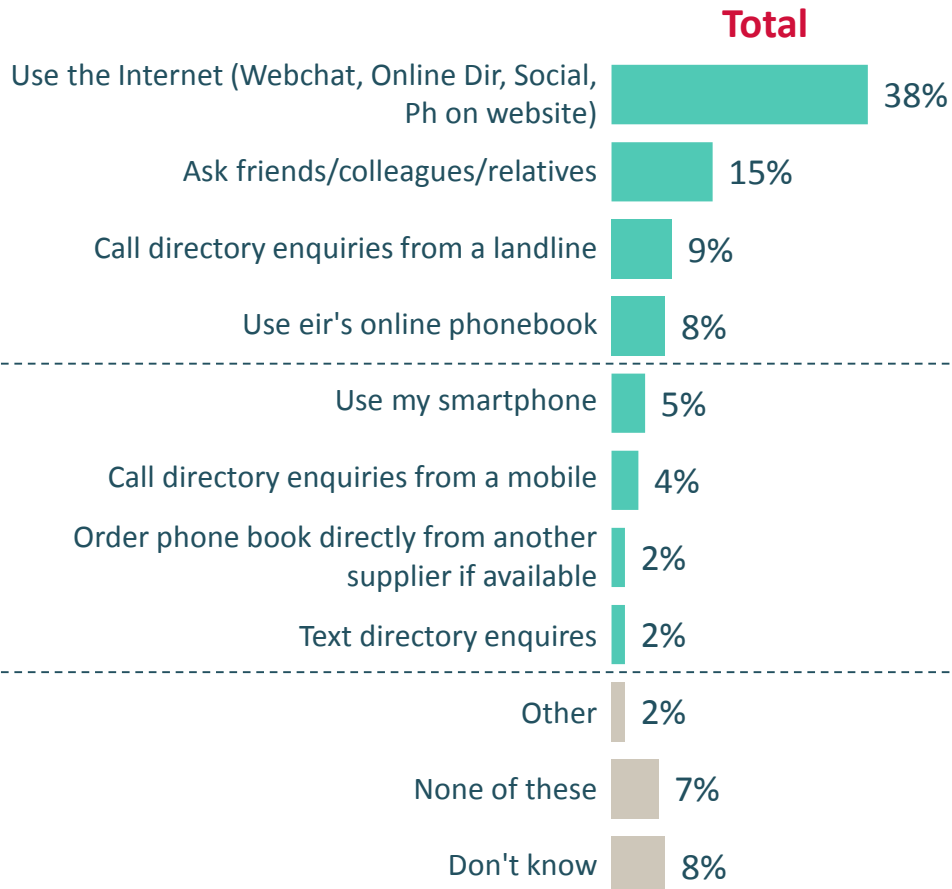 Total
Use the Internet (Webchat, Online Dir, Social,
Ph on website)
38%
Ask friends/colleagues/relatives
15%
Call directory enquiries from a landline
9%
Use eir's online phonebook
8%
Use my smartphone
5%
Call directory enquiries from a mobile
4%
Order phone book directly from another
supplier if available
2%
Text directory enquires
2%
Other
2%
None of these
7%
Don't know
8%